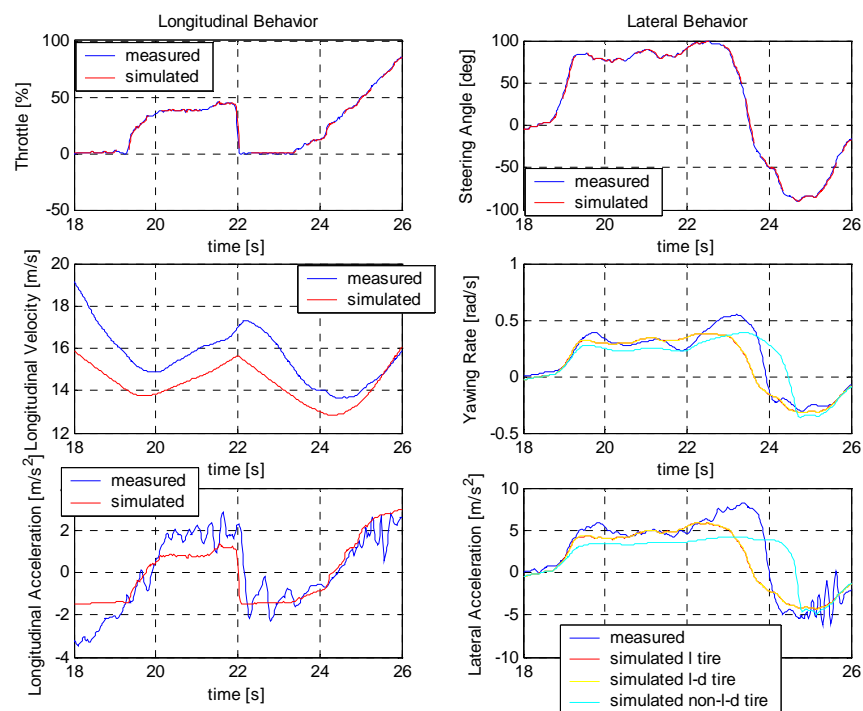 Longitudinal Behavior
100
50
0
-50
Throttle [%]
measured
simulated
18 20 22 24 26
time [s]
Lateral Behavior
100
50
0
-50
-100
Steering Angle [deg]
measured
simulated
18 20 22 24 26
time [s]
20
18
16
14
12
Longitudinal Velocity [m/s]
measured
simulated
18 20 22 24 26
time [s]
1
0.5
0
-0.5
Yawing Rate [rad/s]
18 20 22 24 26
time [s]
2
0
-2
-4
Longitudinal Acceleration [m/s²]
measured
simulated
18 20 22 24 26
time [s]
10
5
0
-5
-10
Lateral Acceleration [m/s²]
18 20 22 24 26
measured
simulated l tire
simulated l-d tire
simulated non-l-d tire